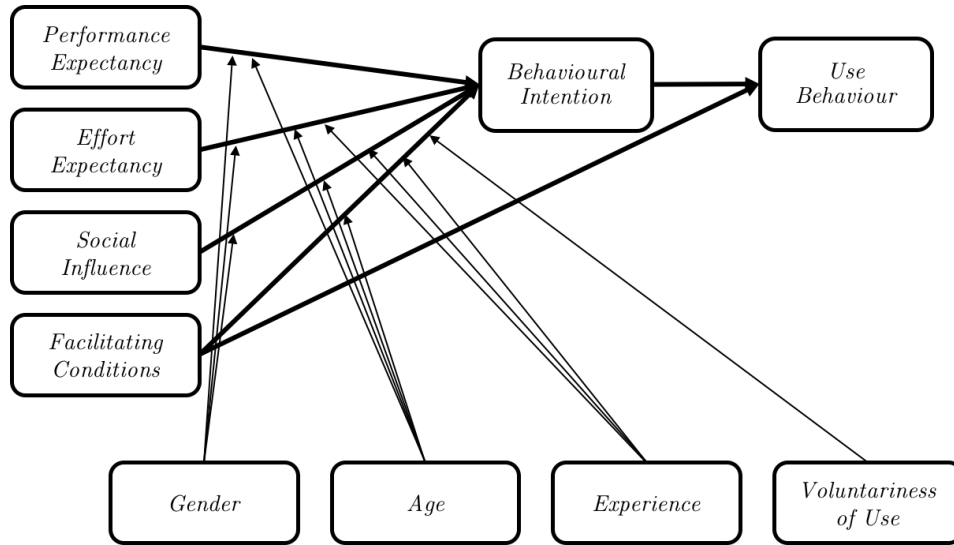 Performance
Expectancy
Behavioural
Intention
Use
Behaviour
Effort
Expectancy
Social
Influence
Facilitating
Conditions
Gender
Age
Experience
Voluntariness
of Use